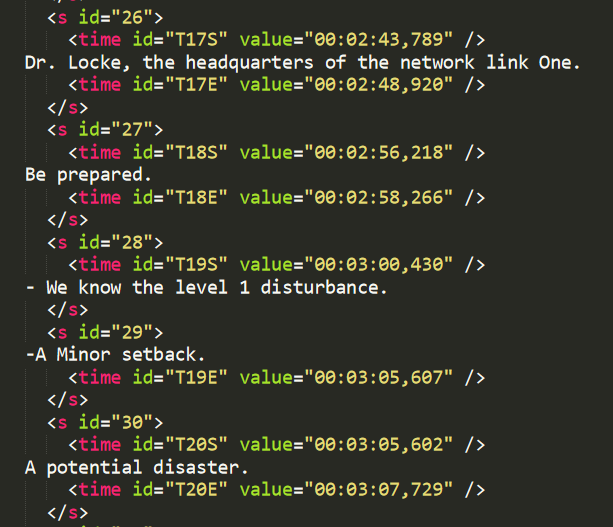 <s id="26">
<time id="T17S" value="00:02:43,789" />
Dr. Locke, the headquarters of the network link One.
<time id="T17E" value="00:02:48,920" />
</s>
<s id="27">
<time id="T18S" value="00:02:56,218" />
Be prepared.
<time id="T18E" value="00:02:58,266" />
</s>
<s id="28">
<time id="T19S" value="00:03:00,430" />
- We know the level 1 disturbance.
</s>
<s id="29">
-A Minor setback.
<time id="T19E" value="00:03:05,607" />
</s>
<s id="30">
<time id="T20S" value="00:03:05,602" />
A potential disaster.
<time id="T20E" value="00:03:07,729" />
</s>